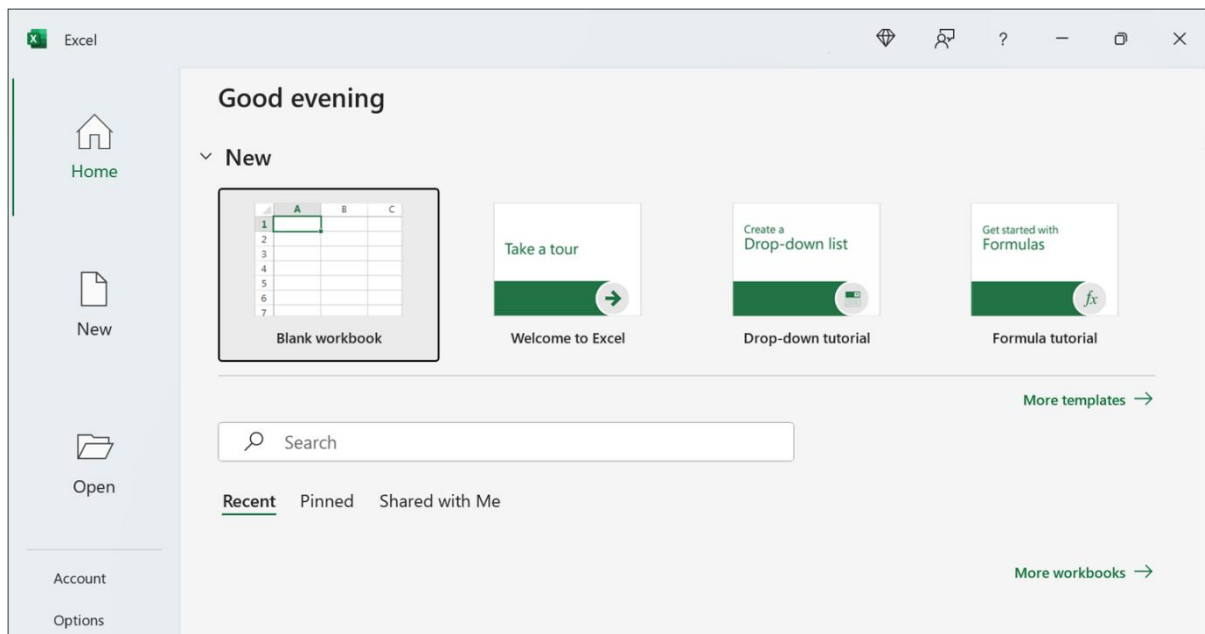 Excel
?
Home
New
Open
Account
Options
Good evening
New
A B C
1
2
3
4
5
6
7
Blank workbook
Take a tour
Welcome to Excel
Create a
Drop-down list
Drop-down tutorial
Get started with
Formulas
fx
Formula tutorial
More templates
Search
Recent Pinned Shared with Me
More workbooks